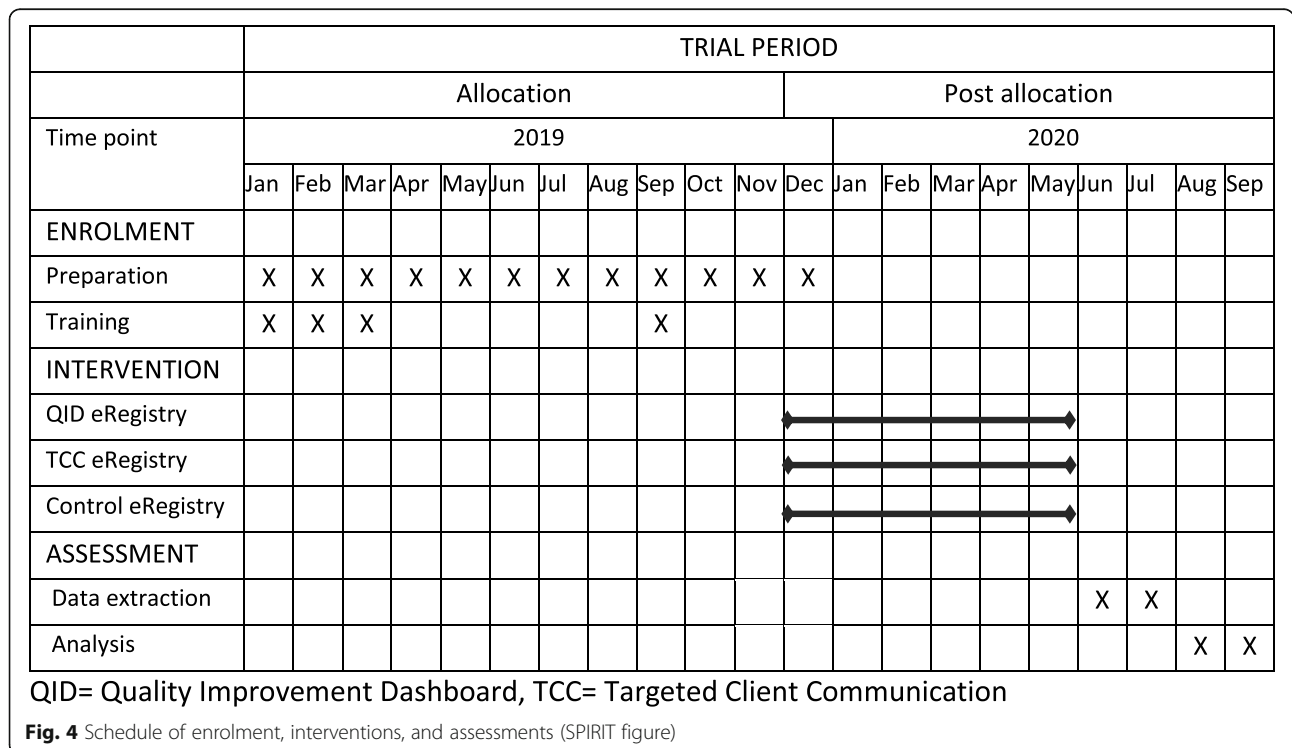 TRIAL PERIOD
Allocation Post allocation
Time point 2019 2020
Jan Feb Mar Apr May Jun Jul Aug Sep Oct Nov Dec Jan Feb Mar Apr May Jun Jul Aug Sep
ENROLMENT
Preparation X X X X X X X X X X X X
Training X X X X
INTERVENTION
QID eRegistry
TCC eRegistry
Control eRegistry
ASSESSMENT
Data extraction X X
Analysis X X
QID= Quality Improvement Dashboard, TCC= Targeted Client Communication
Fig. 4 Schedule of enrolment, interventions, and assessments (SPIRIT figure)